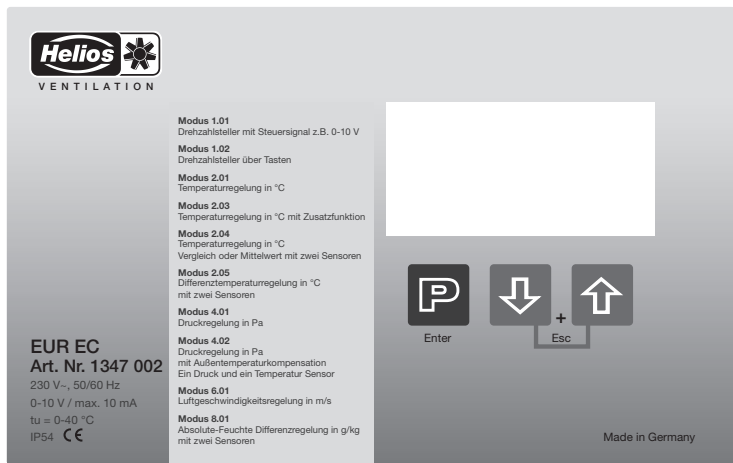 Helios
VENTILATION
Modus 1.01
Drehzahlsteller mit Steuersignal z.B. 0-10 V
Modus 1.02
Drehzahlsteller über Tasten
Modus 2.01
Temperaturregelung in °C
Modus 2.03
Temperaturregelung in °C mit Zusatzfunktion
Modus 2.04
Temperaturregelung in °C
Vergleich oder Mittelwert mit zwei Sensoren
Modus 2.05
Differenztemperaturregelung in °C
mit zwei Sensoren
Modus 4.01
Druckregelung in Pa
Modus 4.02
Druckregelung in Pa
mit Außentemperaturkompensation
Ein Druck und ein Temperatur Sensor
Modus 6.01
Luftgeschwindigkeitsregelung in m/s
Modus 8.01
Absolute-Feuchte Differenzregelung in g/kg
mit zwei Sensoren
EUR EC
Art. Nr. 1347 002
230 V~, 50/60 Hz
0-10 V / max. 10 mA
tu = 0-40 °C
IP54 CE
P
+
Enter
Esc
Made in Germany